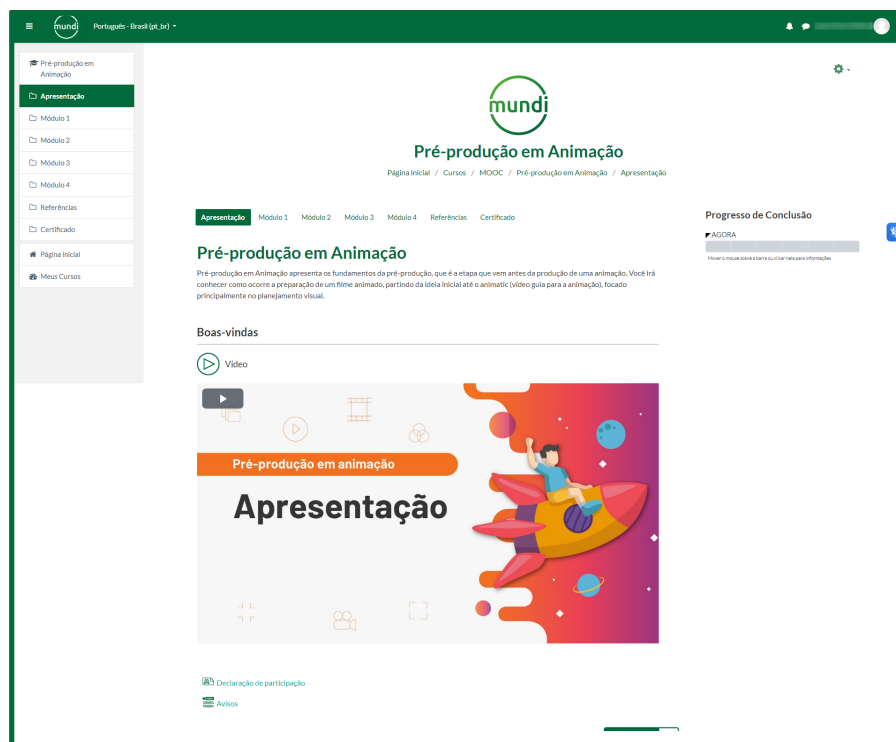 mundi
Português - Brasil (pt_br)
Pré-produção em
Animação
Apresentação
Módulo 1
Módulo 2
Módulo 3
Módulo 4
Referências
Certificado
Página inicial
Meus Cursos
mundi
Pré-produção em Animação
Página inicial / Cursos / MOOC / Pré-produção em Animação / Apresentação
Apresentação Módulo 1 Módulo 2 Módulo 3 Módulo 4 Referências Certificado
Pré-produção em Animação
Pré-produção em Animação apresenta os fundamentos da pré-produção, que é a etapa que vem antes da produção de uma animação. Você irá
conhecer como ocorre a preparação de um filme animado, partindo da ideia inicial até o animatic (vídeo guia para a animação), focado
principalmente no planejamento visual.
Boas-vindas
Vídeo
Pré-produção em animação
Apresentação
Declaração de participação
Avisos
Progresso de Conclusão
AGORA
Mover o mouse sobre a barra ou clicar nela para informações